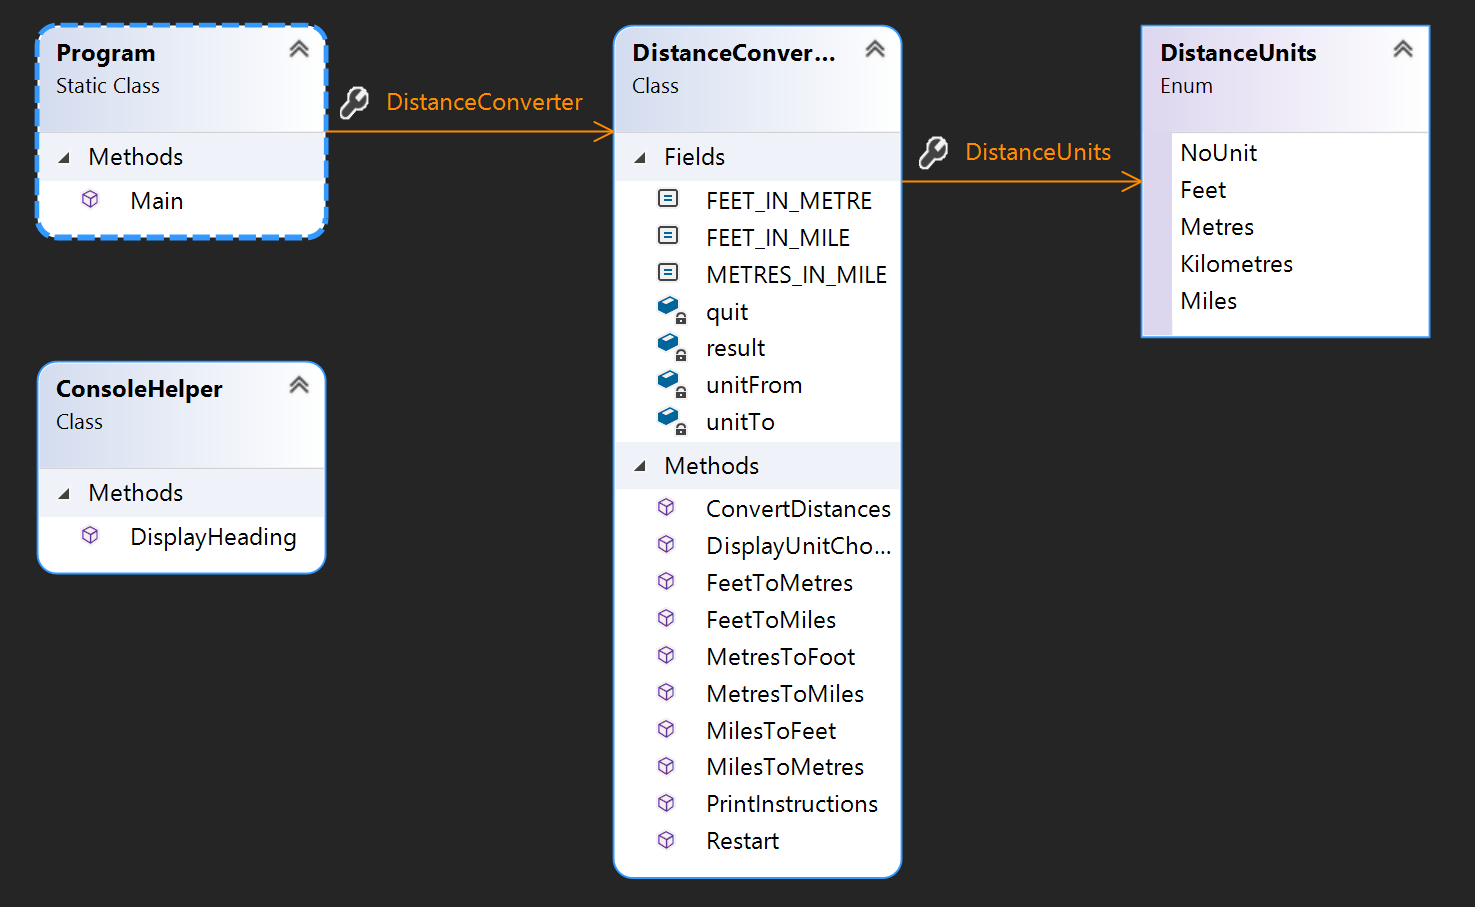 Program
Static Class
Methods
Main
DistanceConverter
DistanceConver...
Class
Fields
FEET_IN_METRE
FEET_IN_MILE
METRES_IN_MILE
quit
result
unitFrom
unitTo
Methods
ConvertDistances
DisplayUnitCho...
FeetToMetres
FeetToMiles
MetresToFoot
MetresToMiles
MilesToFeet
MilesToMetres
PrintInstructions
Restart
DistanceUnits
DistanceUnits
Enum
NoUnit
Feet
Metres
Kilometres
Miles
ConsoleHelper
Class
Methods
DisplayHeading